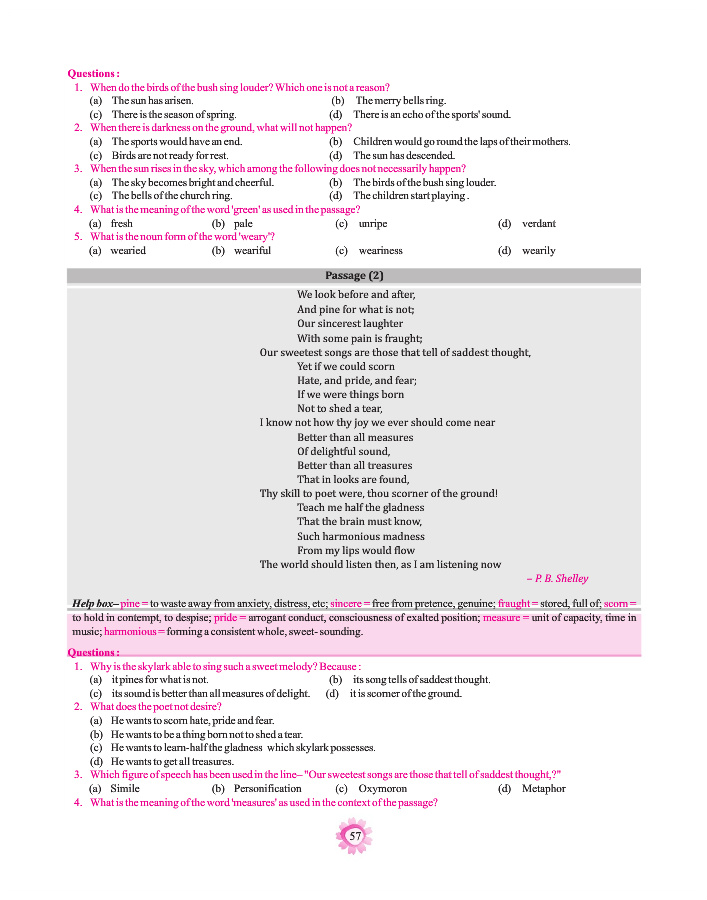 Questions :
1. When do the birds of the bush sing louder? Which one is not a reason?
(a) The sun has arisen. (b) The merry bells ring.
(c) There is the season of spring. (d) There is an echo of the sports' sound.
2. When there is darkness on the ground, what will not happen?
(a) The sports would have an end. (b) Children would go round the laps of their mothers.
(c) Birds are not ready for rest. (d) The sun has descended.
3. When the sun rises in the sky, which among the following does not necessarily happen?
(a) The sky becomes bright and cheerful. (b) The birds of the bush sing louder.
(c) The bells of the church ring. (d) The children start playing .
4. What is the meaning of the word 'green' as used in the passage?
(a) fresh (b) pale (c) unripe (d) verdant
5. What is the noun form of the word 'weary'?
(a) wearied (b) weariful (c) weariness (d) wearily
Passage (2)
We look before and after,
And pine for what is not;
Our sincerest laughter
With some pain is fraught;
Our sweetest songs are those that tell of saddest thought,
Yet if we could scorn
Hate, and pride, and fear;
If we were things born
Not to shed a tear,
I know not how thy joy we ever should come near
Better than all measures
Of delightful sound,
Better than all treasures
That in looks are found,
Thy skill to poet were, thou scorner of the ground!
Teach me half the gladness
That the brain must know,
Such harmonious madness
From my lips would flow
The world should listen then, as I am listening now
– P. B. Shelley
Help box– pine = to waste away from anxiety, distress, etc; sincere = free from pretence, genuine; fraught = stored, full of; scorn =
to hold in contempt, to despise; pride = arrogant conduct, consciousness of exalted position; measure = unit of capacity, time in
music; harmonious = forming a consistent whole, sweet- sounding.
Questions :
1. Why is the skylark able to sing such a sweet melody? Because :
(a) it pines for what is not. (b) its song tells of saddest thought.
(c) its sound is better than all measures of delight. (d) it is scorner of the ground.
2. What does the poet not desire?
(a) He wants to scorn hate, pride and fear.
(b) He wants to be a thing born not to shed a tear.
(c) He wants to learn-half the gladness which skylark possesses.
(d) He wants to get all treasures.
3. Which figure of speech has been used in the line– "Our sweetest songs are those that tell of saddest thought,?"
(a) Simile (b) Personification (c) Oxymoron (d) Metaphor
4. What is the meaning of the word 'measures' as used in the context of the passage?
57